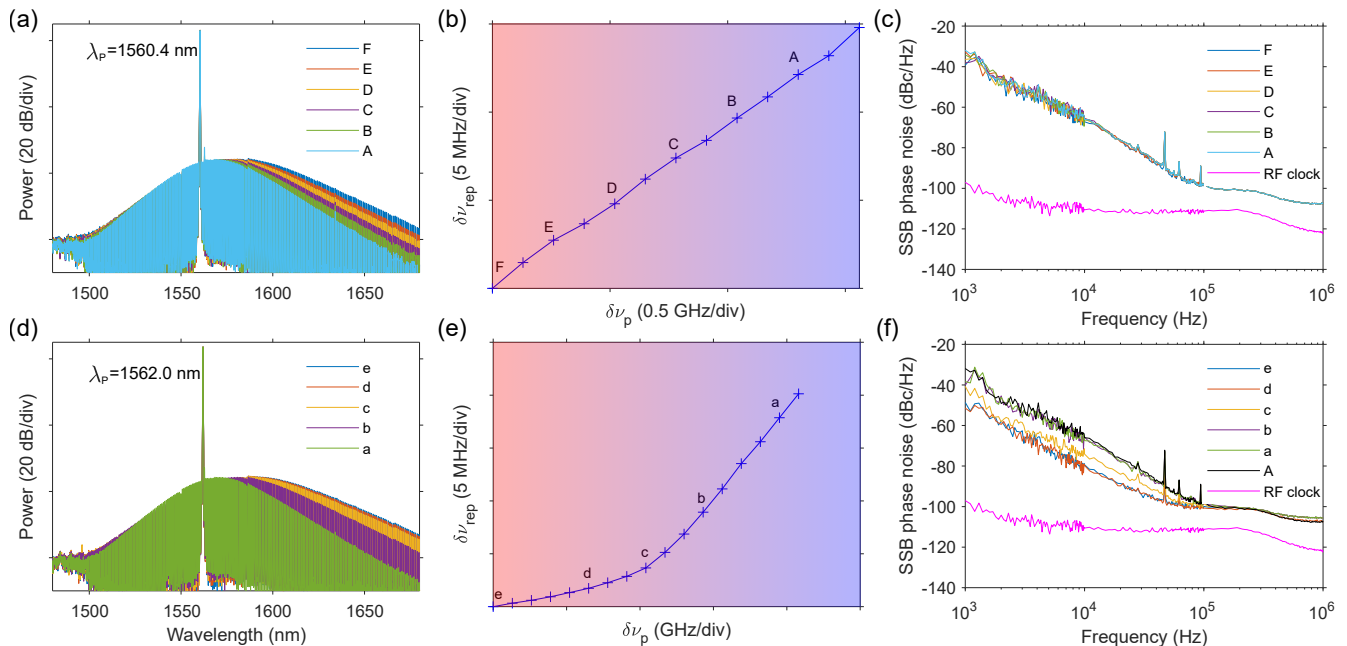 (a)
λP=1560.4 nm
F
E
D
C
B
A
Power (20 dB/div)
1500
1550
1600
1650
(b)
A
B
C
D
E
F
δνrep (5 MHz/div)
δνp (0.5 GHz/div)
(c)
-20
-40
-60
-80
-100
-120
-140
SSB phase noise (dBc/Hz)
F
E
D
C
B
A
RF clock
10^3
10^4
10^5
10^6
Frequency (Hz)
(d)
λP=1562.0 nm
e
d
c
b
a
Power (20 dB/div)
1500
1550
1600
1650
Wavelength (nm)
(e)
a
b
c
d
e
δνrep (5 MHz/div)
δνp (GHz/div)
(f)
-20
-40
-60
-80
-100
-120
-140
SSB phase noise (dBc/Hz)
e
d
c
b
a
A
RF clock
10^3
10^4
10^5
10^6
Frequency (Hz)